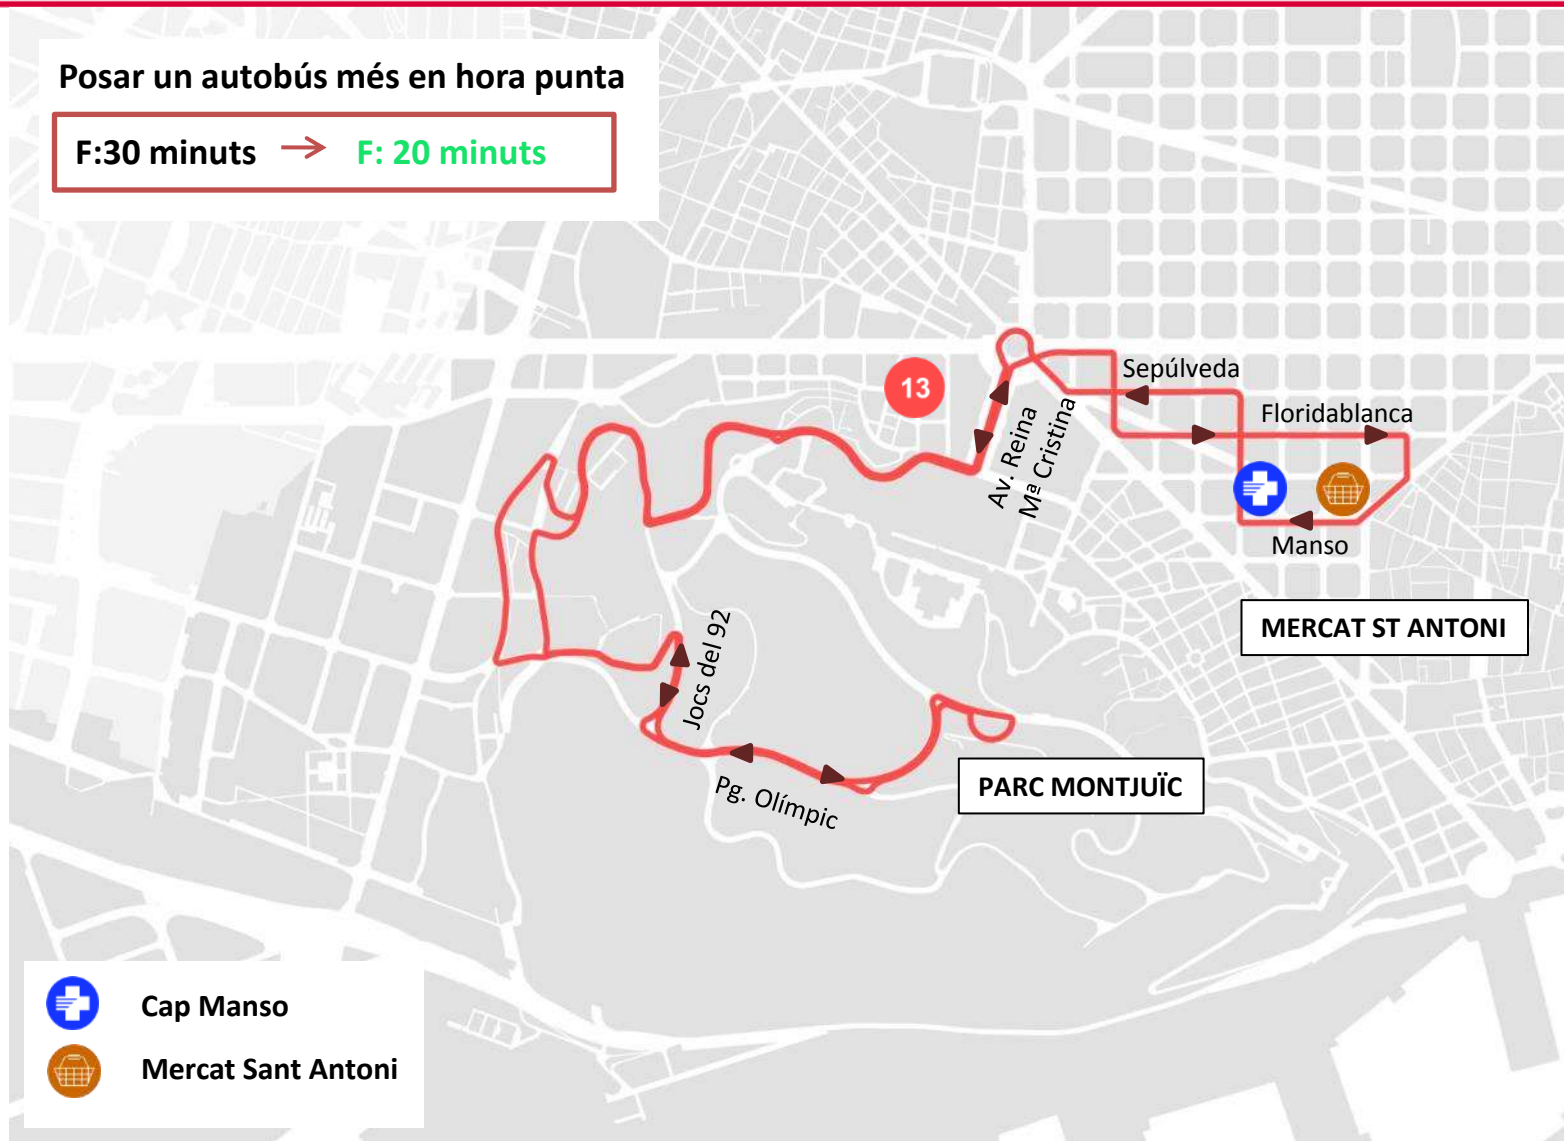 Posar un autobús més en hora punta
F:30 minuts → F: 20 minuts
13
Sepúlveda
Floridablanca
Av. Reina
Mª Cristina
Manso
MERCAT ST ANTONI
Jocs del 92
Pg. Olímpic
PARC MONTJUÏC
Cap Manso
Mercat Sant Antoni